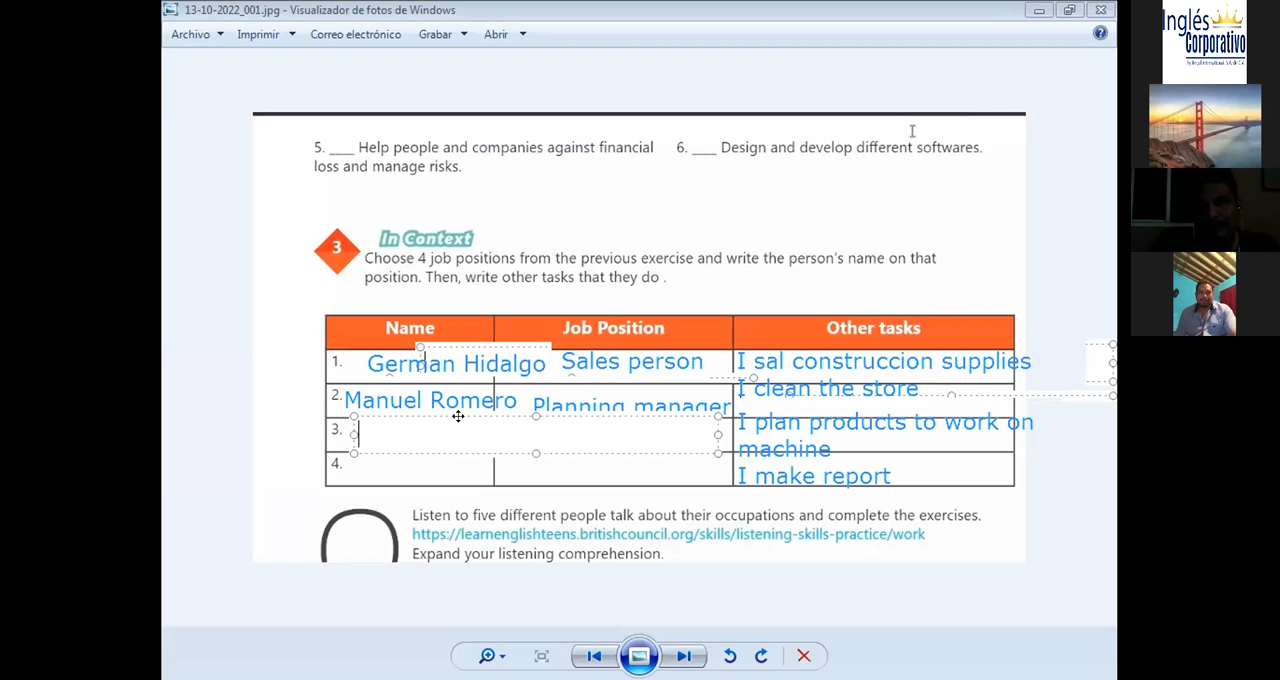 13-10-2022_001.jpg - Visualizador de fotos de Windows
Archivo Imprimir Correo electrónico Grabar Abrir
Inglés
Corporativo
5. ___ Help people and companies against financial
loss and manage risks.
6. ___ Design and develop different softwares.
3
In Context
Choose 4 job positions from the previous exercise and write the person's name on that
position. Then, write other tasks that they do .
Name Job Position Other tasks
1. German Hidalgo Sales person I sal construccion supplies
I clean the store
2. Manuel Romero Planning manager
I plan products to work on
3.
machine
4.
I make report
Listen to five different people talk about their occupations and complete the exercises.
https://learnenglishteens.britishcouncil.org/skills/listening-skills-practice/work
Expand your listening comprehension.